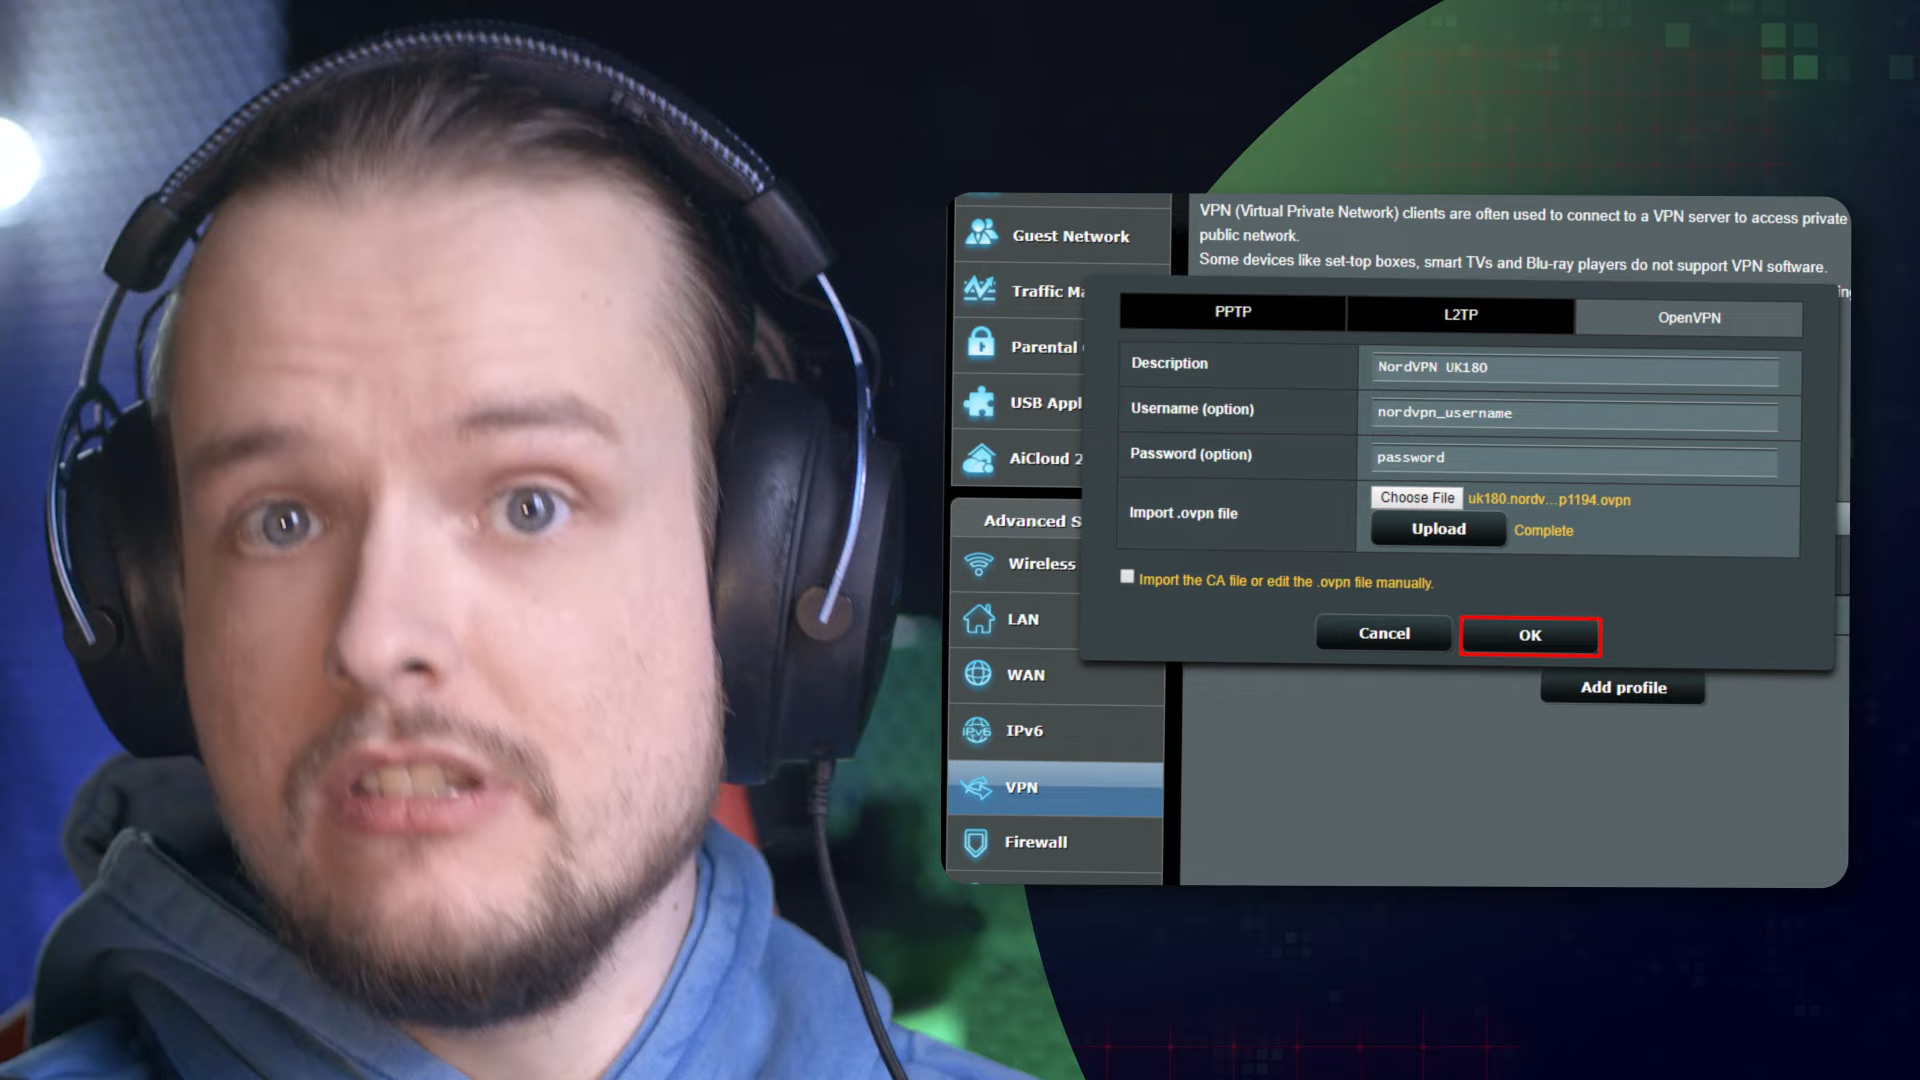 Guest Network
Traffic Ma
Parental
USB Appl
AiCloud 2
Advanced S
Wireless
LAN
WAN
IPv6
IPv6
VPN
Firewall
VPN (Virtual Private Network) clients are often used to connect to a VPN server to access private
public network.
Some devices like set-top boxes, smart TVs and Blu-ray players do not support VPN software.
ing
PPTP L2TP OpenVPN
Description NordVPN UK180
Username (option) nordvpn_username
Password (option) password
Import .ovpn file Choose File uk180.nordv...p1194.ovpn
Upload Complete
Import the CA file or edit the .ovpn file manually.
Cancel OK
Add profile